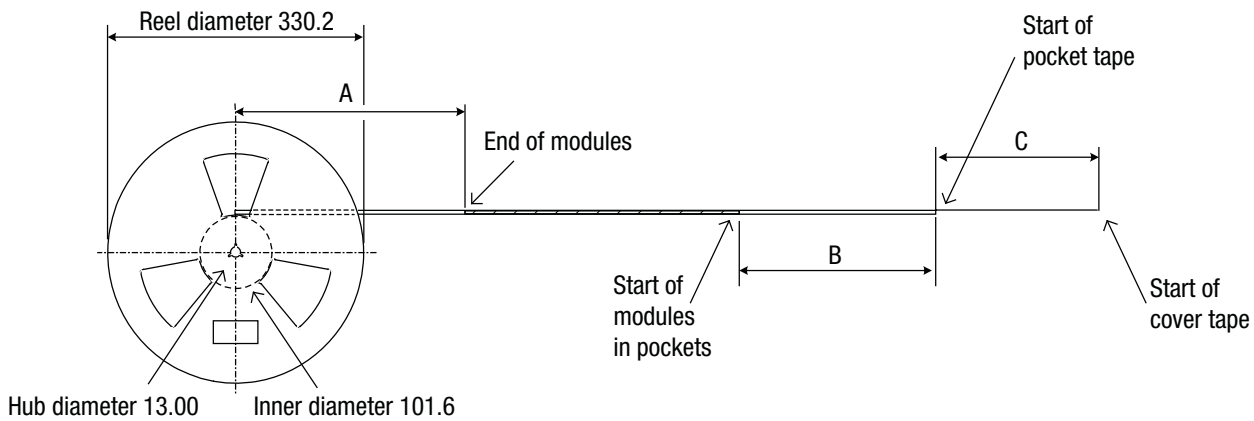 Reel diameter 330.2
Start of
pocket tape
A
End of modules
C
B
Start of
modules
in pockets
Start of
cover tape
Hub diameter 13.00
Inner diameter 101.6